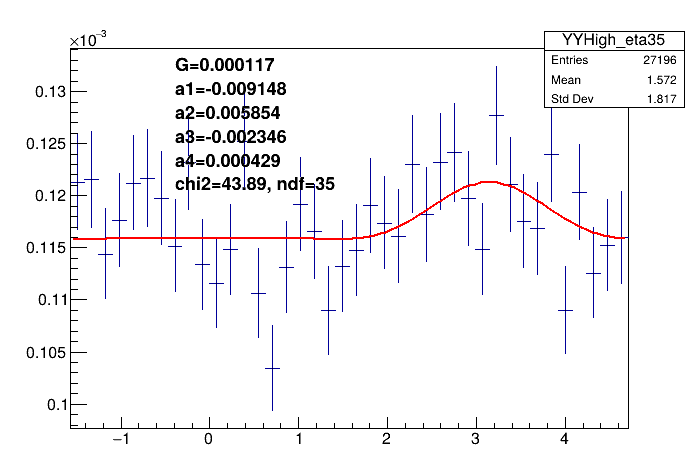 ×10⁻³
YYHigh_eta35
Entries 27196
Mean 1.572
Std Dev 1.817
G=0.000117
a1=-0.009148
a2=0.005854
a3=-0.002346
a4=0.000429
chi2=43.89, ndf=35
0.13
0.125
0.12
0.115
0.11
0.105
0.1
−1 0 1 2 3 4